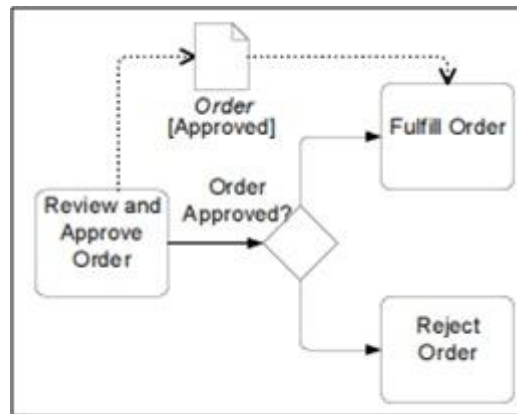 Order
[Approved]
Fulfill Order
Order
Approved?
Review and
Approve
Order
Reject
Order